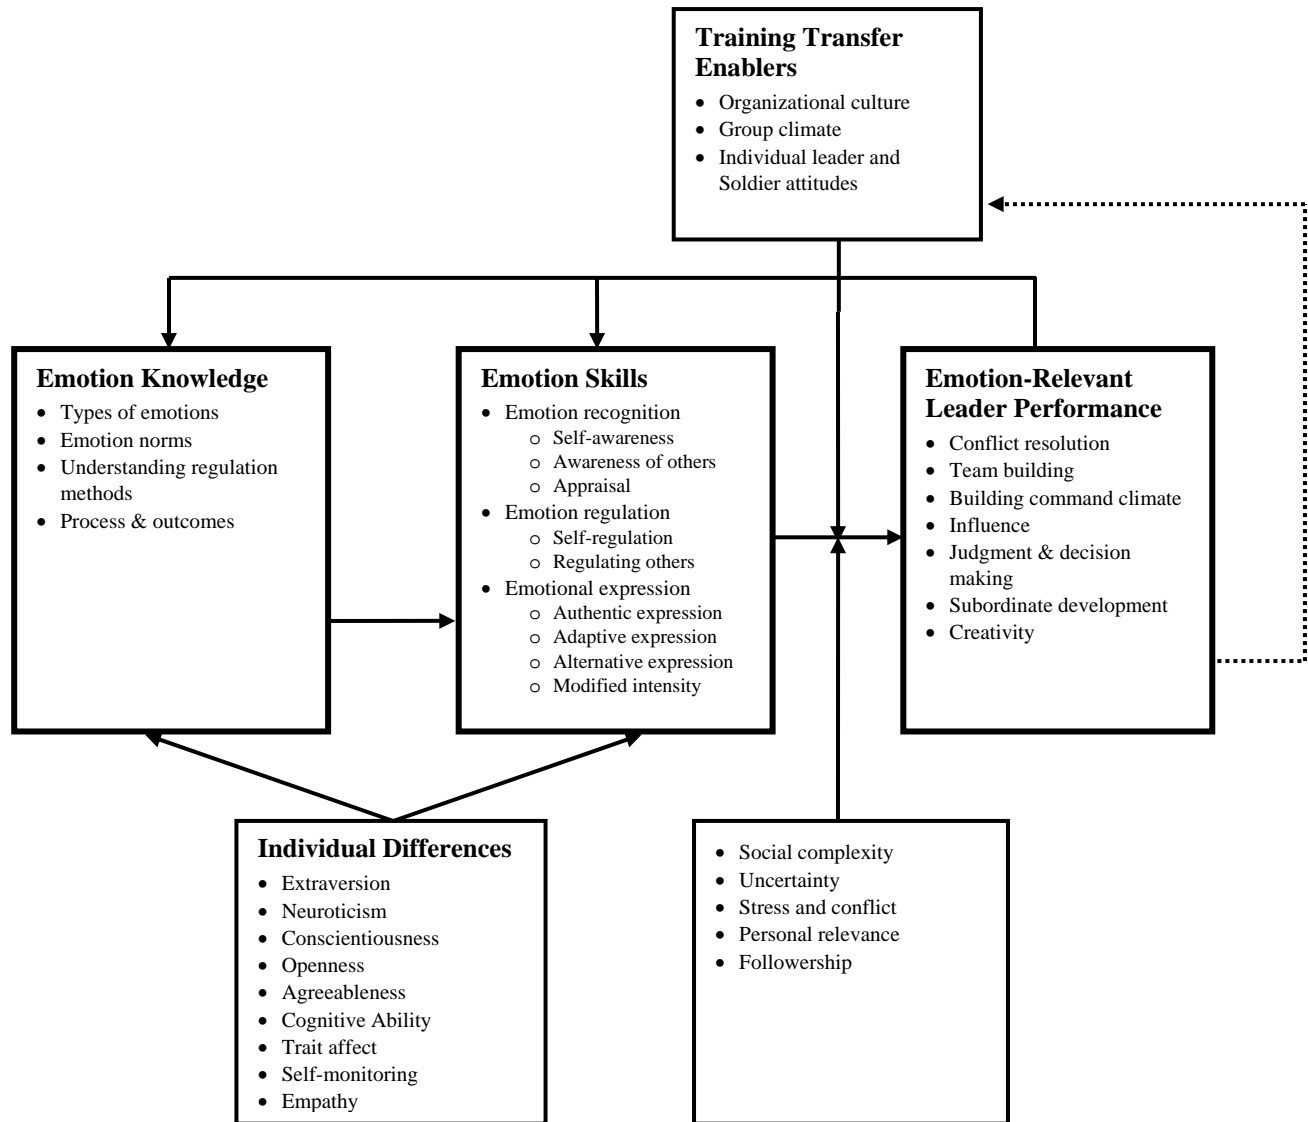 Training Transfer
Enablers
• Organizational culture
• Group climate
• Individual leader and
Soldier attitudes
Emotion Knowledge
• Types of emotions
• Emotion norms
• Understanding regulation
methods
• Process & outcomes
Emotion Skills
• Emotion recognition
o Self-awareness
o Awareness of others
o Appraisal
• Emotion regulation
o Self-regulation
o Regulating others
• Emotional expression
o Authentic expression
o Adaptive expression
o Alternative expression
o Modified intensity
Emotion-Relevant
Leader Performance
• Conflict resolution
• Team building
• Building command climate
• Influence
• Judgment & decision
making
• Subordinate development
• Creativity
Individual Differences
• Extraversion
• Neuroticism
• Conscientiousness
• Openness
• Agreeableness
• Cognitive Ability
• Trait affect
• Self-monitoring
• Empathy
• Social complexity
• Uncertainty
• Stress and conflict
• Personal relevance
• Followership